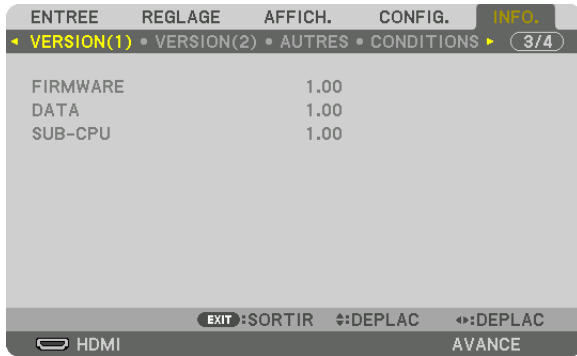 ENTREE REGLAGE AFFICH. CONFIG. INFO.
VERSION(1) • VERSION(2) • AUTRES • CONDITIONS 3/4
FIRMWARE 1.00
DATA 1.00
SUB-CPU 1.00
EXIT :SORTIR :DEPLAC :DEPLAC
HDMI AVANCE